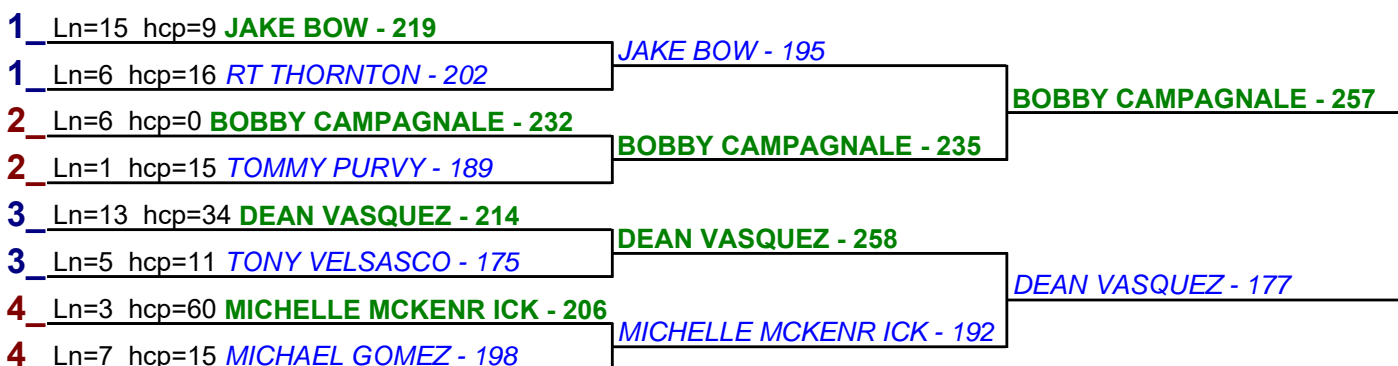 1_ Ln=15 hcp=9 JAKE BOW - 219
JAKE BOW - 195
1_ Ln=6 hcp=16 RT THORNTON - 202
BOBBY CAMPAGNALE - 257
2_ Ln=6 hcp=0 BOBBY CAMPAGNALE - 232
BOBBY CAMPAGNALE - 235
2_ Ln=1 hcp=15 TOMMY PURVY - 189
3_ Ln=13 hcp=34 DEAN VASQUEZ - 214
DEAN VASQUEZ - 258
3_ Ln=5 hcp=11 TONY VELSASCO - 175
DEAN VASQUEZ - 177
4_ Ln=3 hcp=60 MICHELLE MCKENR ICK - 206
MICHELLE MCKENR ICK - 192
4 Ln=7 hcp=15 MICHAEL GOMEZ - 198